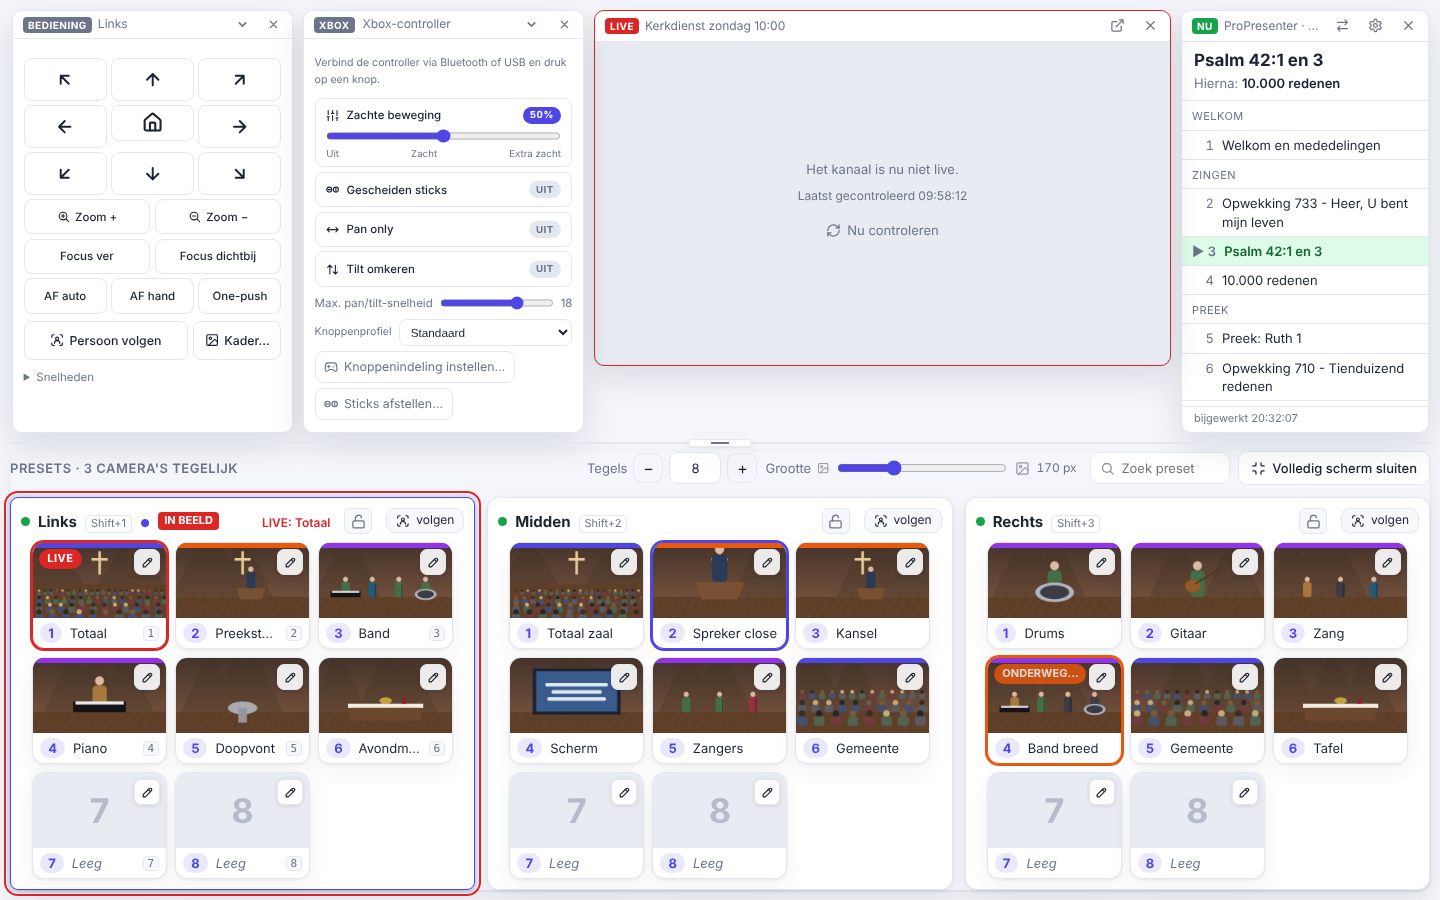 BEDIENING Links
Zoom +
Zoom −
Focus ver
Focus dichtbij
AF auto
AF hand
One-push
Persoon volgen
Kader...
Snelheden
XBOX Xbox-controller
Verbind de controller via Bluetooth of USB en druk
op een knop.
Zachte beweging 50%
Uit Zacht Extra zacht
Gescheiden sticks UIT
Pan only UIT
Tilt omkeren UIT
Max. pan/tilt-snelheid 18
Knoppenprofiel Standaard
Knoppenindeling instellen...
Sticks afstellen...
LIVE Kerkdienst zondag 10:00
Het kanaal is nu niet live.
Laatst gecontroleerd 09:58:12
Nu controleren
NU ProPresenter · ...
Psalm 42:1 en 3
Hierna: 10.000 redenen
WELKOM
1 Welkom en mededelingen
ZINGEN
2 Opwekking 733 - Heer, U bent
mijn leven
3 Psalm 42:1 en 3
4 10.000 redenen
PREEK
5 Preek: Ruth 1
6 Opwekking 710 - Tienduizend
redenen
bijgewerkt 20:32:07
PRESETS · 3 CAMERA'S TEGELIJK
Tegels − 8 + Grootte 170 px
Zoek preset
Volledig scherm sluiten
Links Shift+1 IN BEELD LIVE: Totaal volgen
LIVE
1 Totaal 1
2 Preekst... 2
3 Band 3
4 Piano 4
5 Doopvont 5
6 Avondm... 6
7
7 Leeg 7
8
8 Leeg 8
Midden Shift+2 volgen
1 Totaal zaal
2 Spreker close
3 Kansel
4 Scherm
5 Zangers
6 Gemeente
7
7 Leeg
8
8 Leeg
Rechts Shift+3 volgen
1 Drums
2 Gitaar
3 Zang
ONDERWEG...
4 Band breed
5 Gemeente
6 Tafel
7
7 Leeg
8
8 Leeg